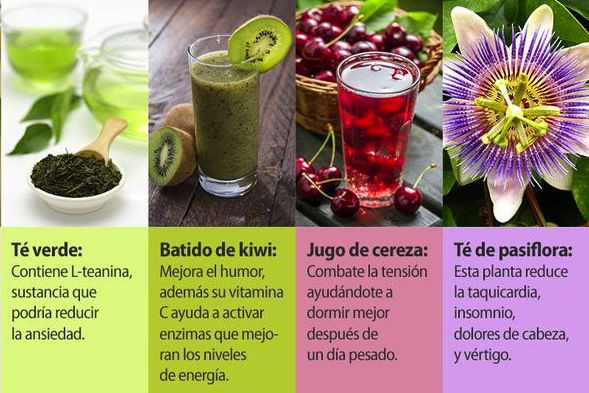 Té verde:
Contiene L-teanina,
sustancia que
podría reducir
la ansiedad.
Batido de kiwi:
Mejora el humor,
además su vitamina
C ayuda a activar
enzimas que mejo-
ran los niveles
de energía.
Jugo de cereza:
Combate la tensión
ayudándote a
dormir mejor
después de
un día pesado.
Té de pasiflora:
Esta planta reduce
la taquicardia,
insomnio,
dolores de cabeza,
y vértigo.